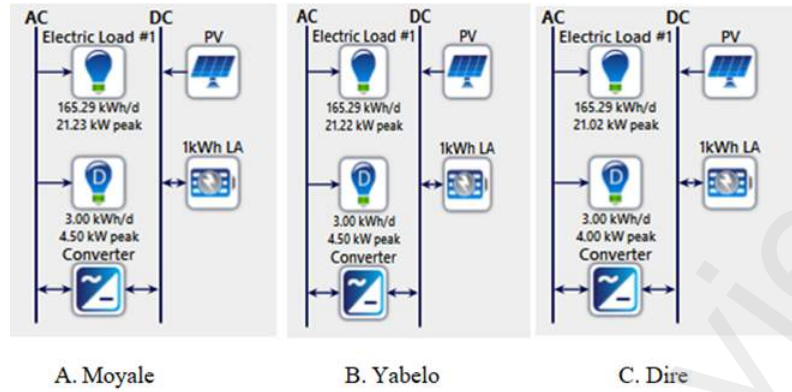 AC DC
Electric Load #1 PV
165.29 kWh/d
21.23 kW peak
1kWh LA
D
3.00 kWh/d
4.50 kW peak
Converter
A. Moyale
AC DC
Electric Load #1 PV
165.29 kWh/d
21.22 kW peak
1kWh LA
D
3.00 kWh/d
4.50 kW peak
Converter
B. Yabelo
AC DC
Electric Load #1 PV
165.29 kWh/d
21.02 kW peak
1kWh LA
D
3.00 kWh/d
4.00 kW peak
Converter
C. Dire